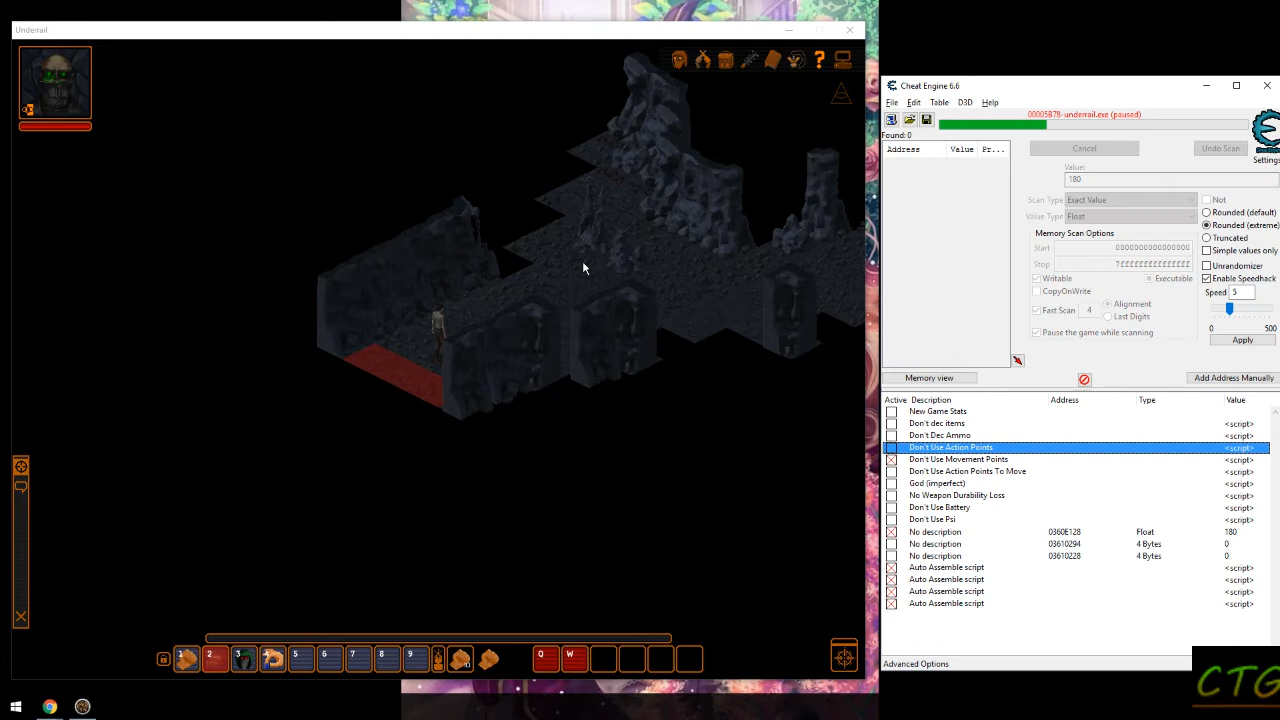 Underrail
Cheat Engine 6.6
File Edit Table D3D Help
00005B78-underrail.exe (paused)
Found: 0
Address Value Pr...
Cancel
Undo Scan
Settings
Value:
180
Scan Type Exact Value
Value Type Float
Not
Rounded (default)
Rounded (extreme)
Truncated
Simple values only
Memory Scan Options
Start 0000000000000000
Stop 7fffffffffffffff
Writable Executable
CopyOnWrite
Fast Scan 4 Alignment
Last Digits
Pause the game while scanning
Unrandomizer
Enable Speedhack
Speed 5
0 500
Apply
Memory view
Add Address Manually
Active Description Address Type Value
New Game Stats
Don't dec items <script>
Don't Dec Ammo <script>
Don't Use Action Points <script>
Don't Use Movement Points <script>
Don't Use Action Points To Move <script>
God (imperfect) <script>
No Weapon Durability Loss <script>
Don't Use Battery <script>
Don't Use Psi <script>
No description 0360E128 Float 180
No description 03610294 4 Bytes 0
No description 03610228 4 Bytes 0
Auto Assemble script <script>
Auto Assemble script <script>
Auto Assemble script <script>
Auto Assemble script <script>
Advanced Options
CTG
?
1 2 3 4 5 6 7 8 9 0 Q W